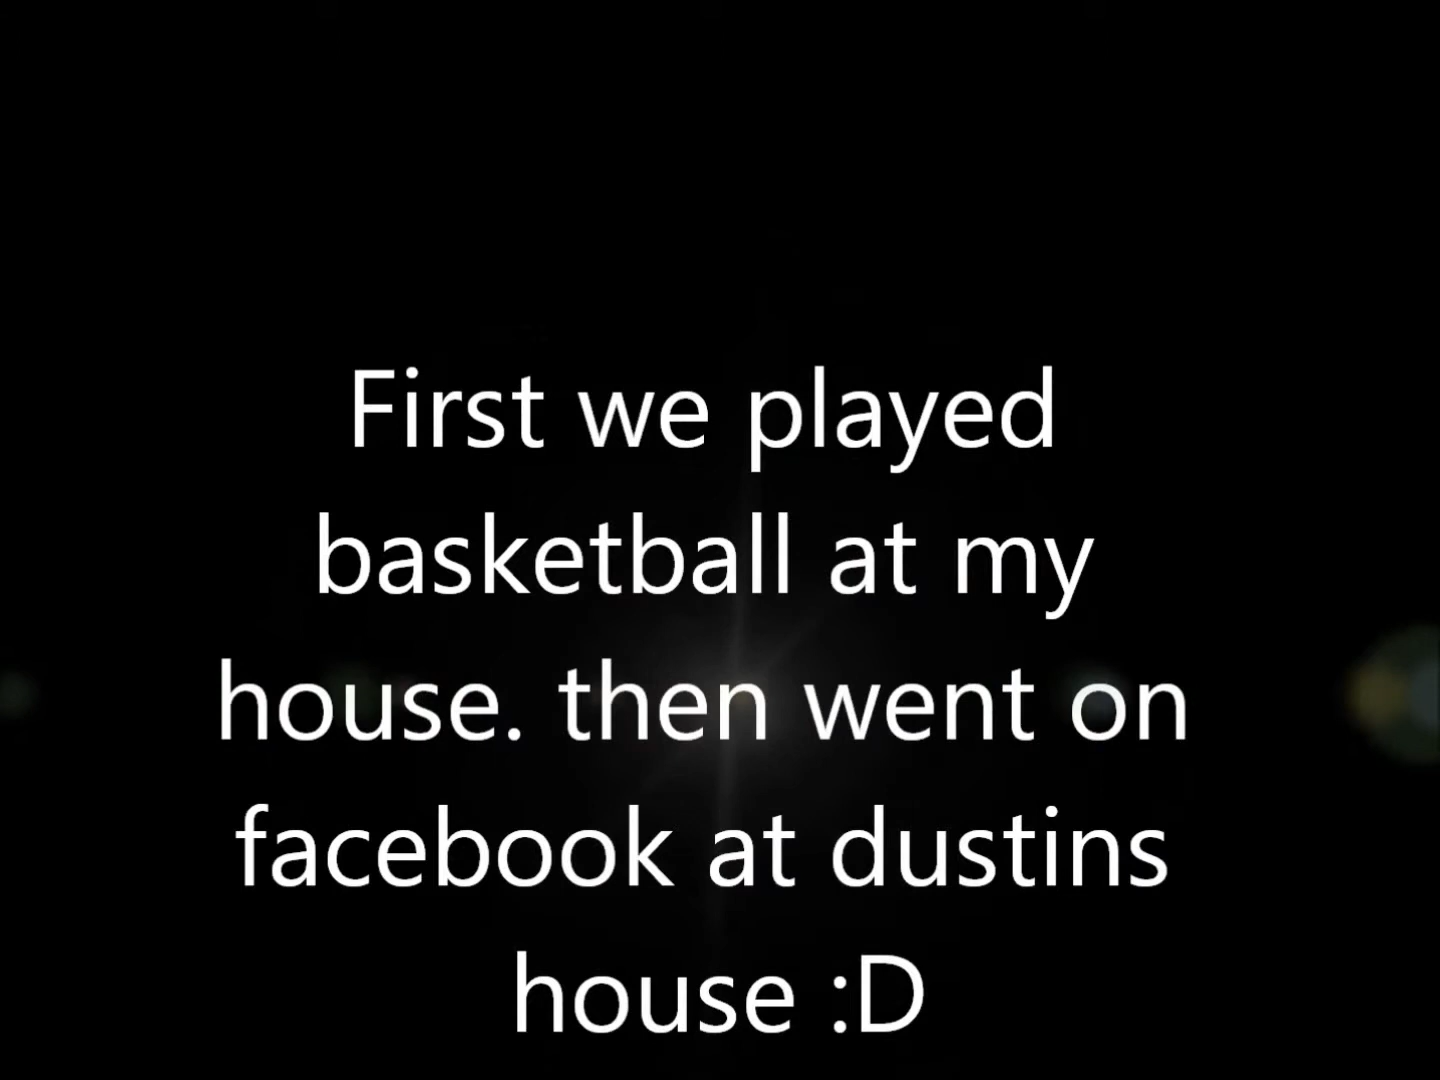 First we played
basketball at my
house. then went on
facebook at dustins
house :D